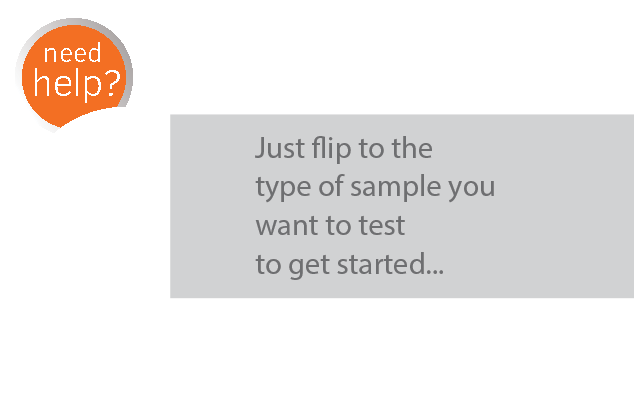 need
help?
Just flip to the
type of sample you
want to test
to get started...